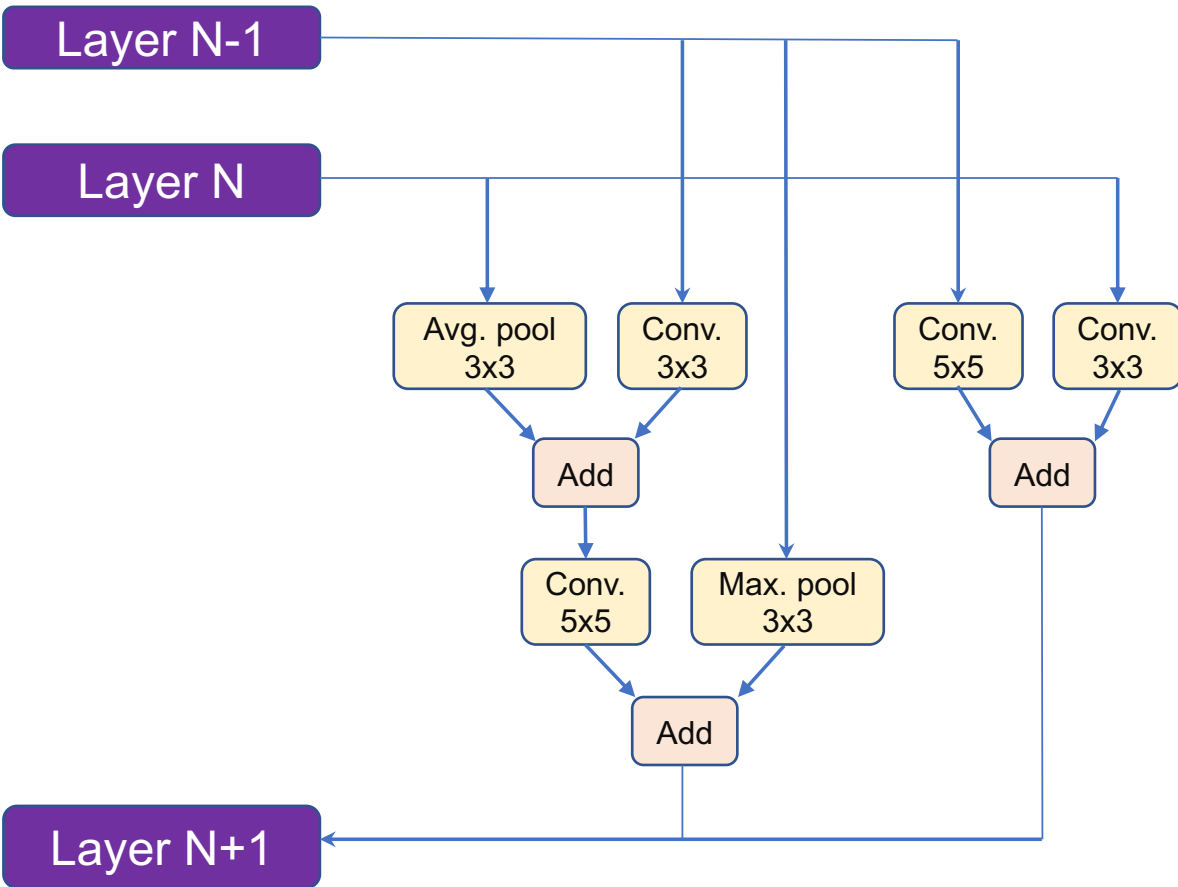 Layer N-1
Layer N
Avg. pool
3x3
Conv.
3x3
Conv.
5x5
Conv.
3x3
Add
Add
Conv.
5x5
Max. pool
3x3
Add
Layer N+1